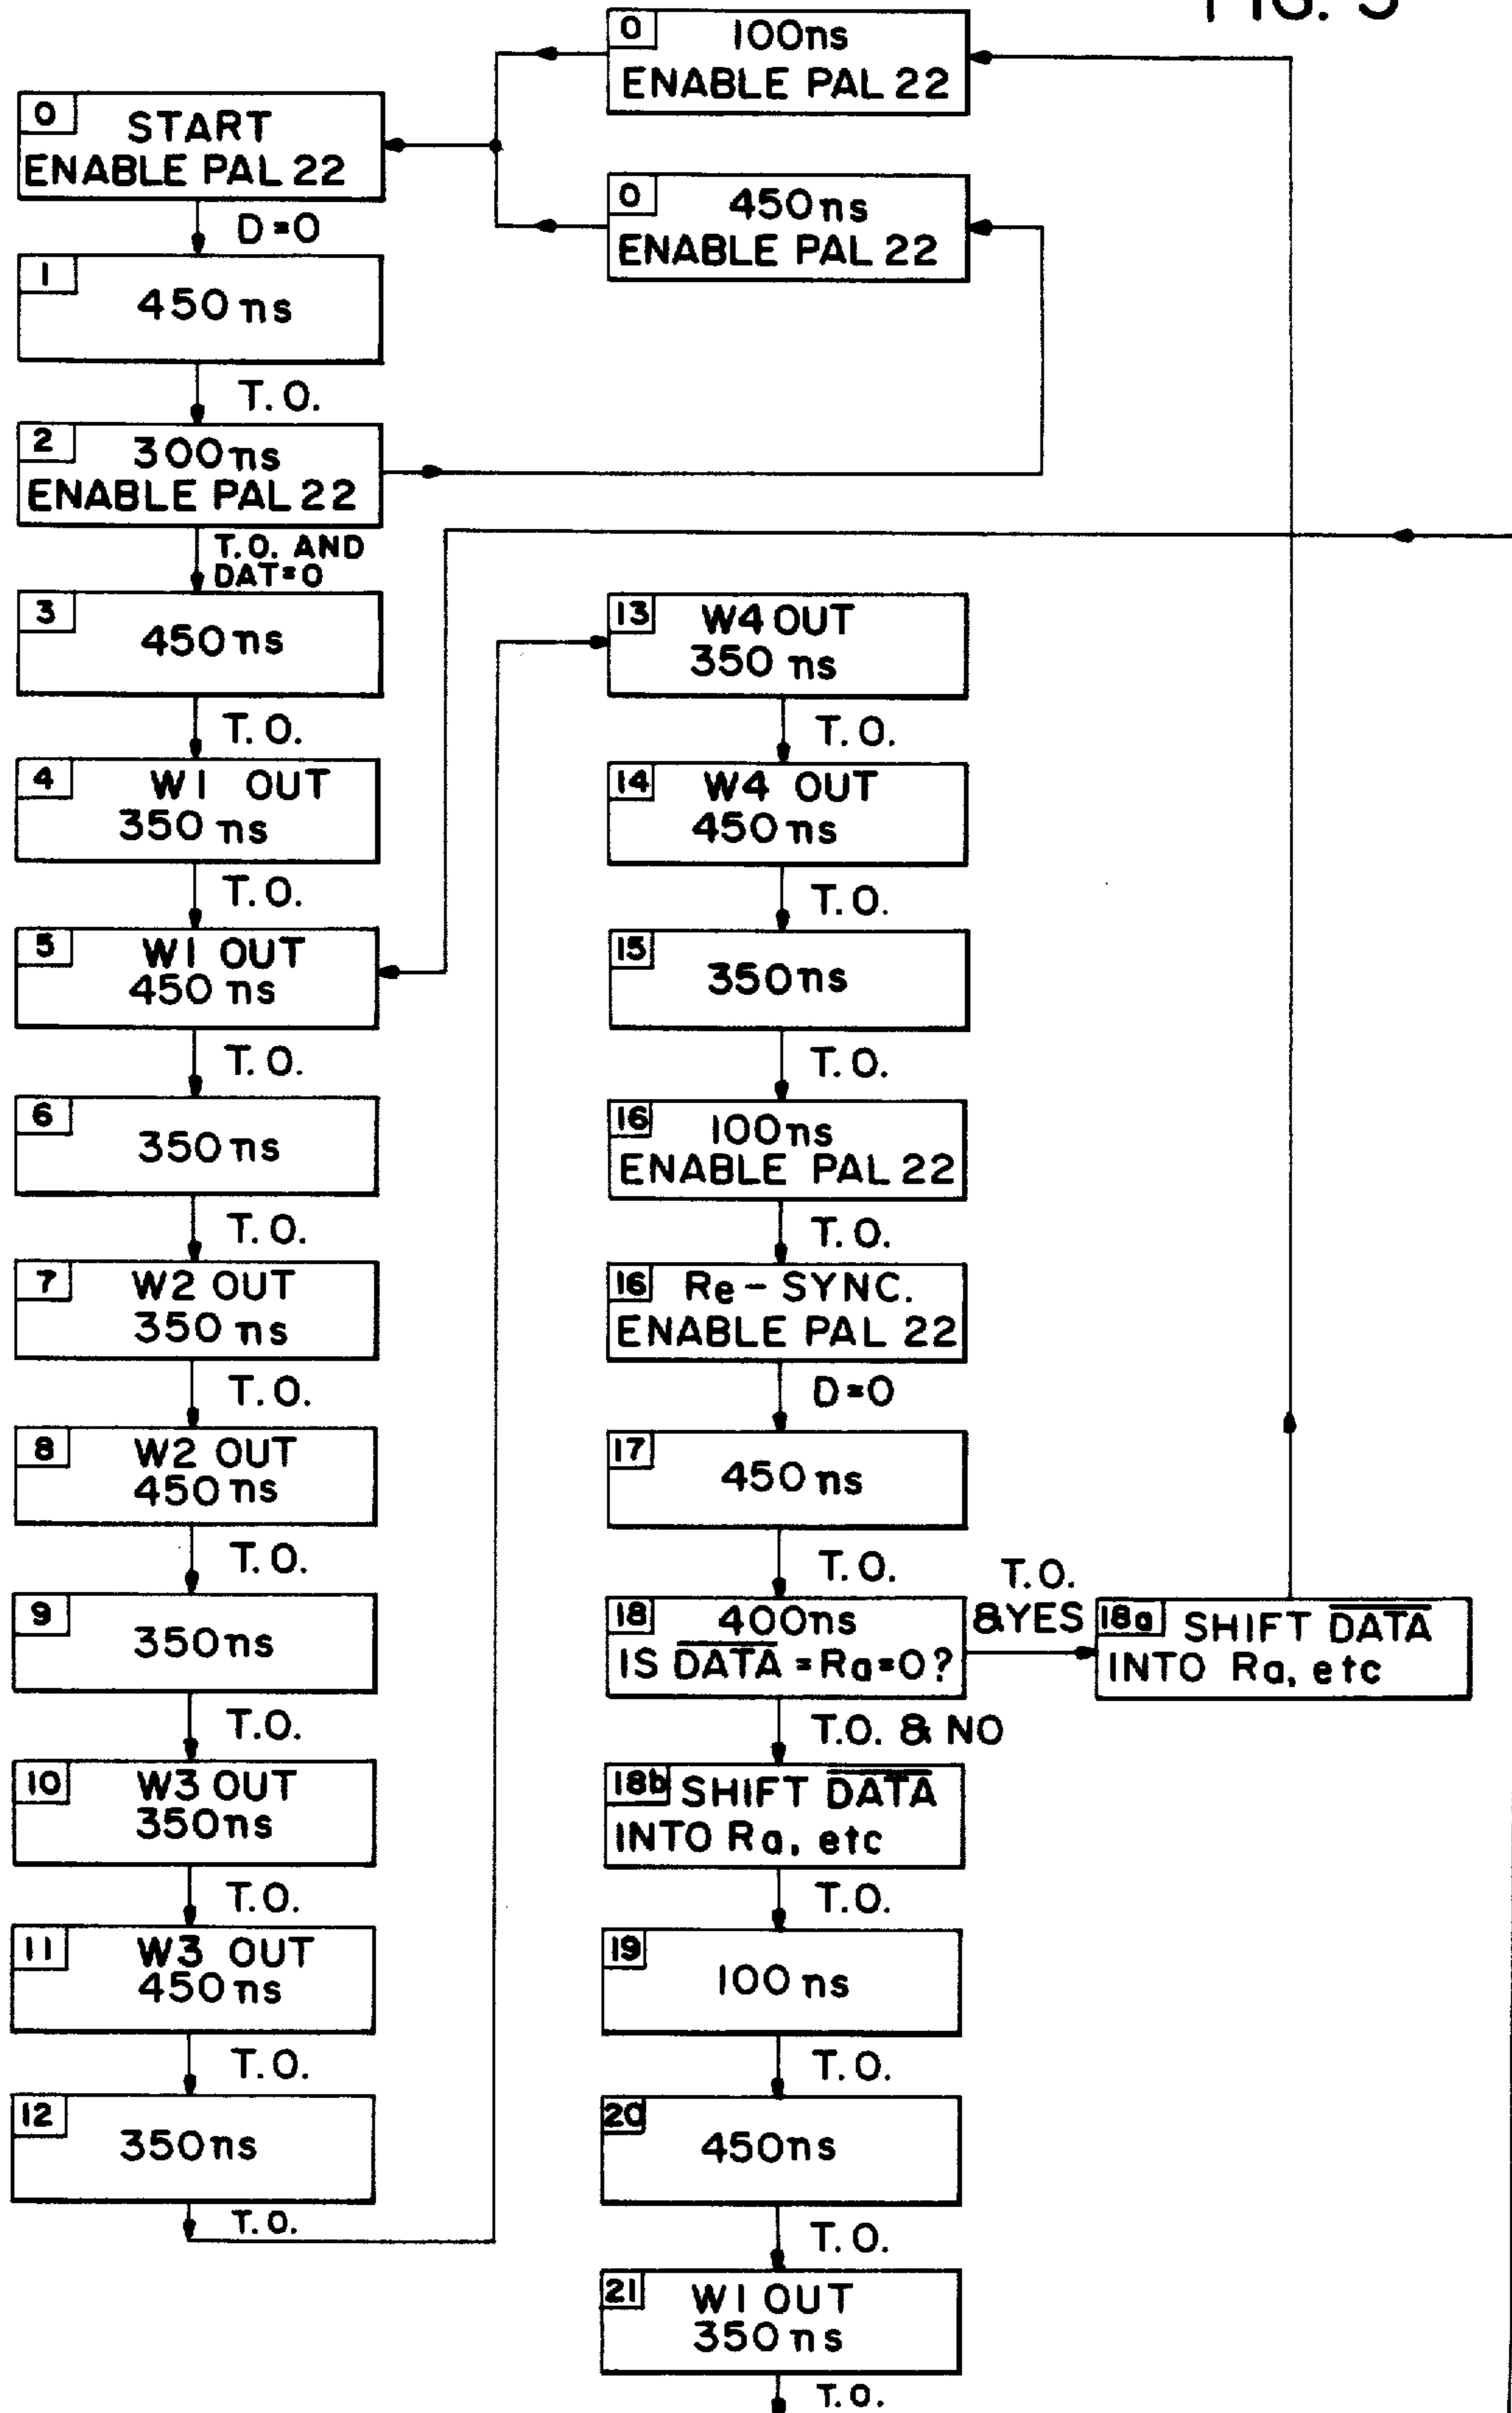 FIG. 5
0
START
ENABLE PAL 22
D=0
1
450 ns
T.O.
2
300ns
ENABLE PAL 22
T.O. AND
DAT=0
3
450ns
T.O.
4
W1 OUT
350 ns
T.O.
5
W1 OUT
450 ns
T.O.
6
350ns
T.O.
7
W2 OUT
350 ns
T.O.
8
W2 OUT
450 ns
T.O.
9
350ns
T.O.
10
W3 OUT
350ns
T.O.
11
W3 OUT
450ns
T.O.
12
350ns
T.O.
0
100ns
ENABLE PAL 22
0
450ns
ENABLE PAL 22
13
W4 OUT
350 ns
T.O.
14
W4 OUT
450ns
T.O.
15
350ns
T.O.
16
100ns
ENABLE PAL 22
T.O.
16
Re-SYNC.
ENABLE PAL 22
D=0
17
450 ns
T.O.
18
400ns
IS D̅A̅T̅A̅ = Ra=0?
T.O.
&YES
18a
SHIFT D̅A̅T̅A̅
INTO Ra, etc
T.O. & NO
18b
SHIFT D̅A̅T̅A̅
INTO Ra, etc
T.O.
19
100 ns
T.O.
20
450ns
T.O.
21
W1 OUT
350 ns
T.O.